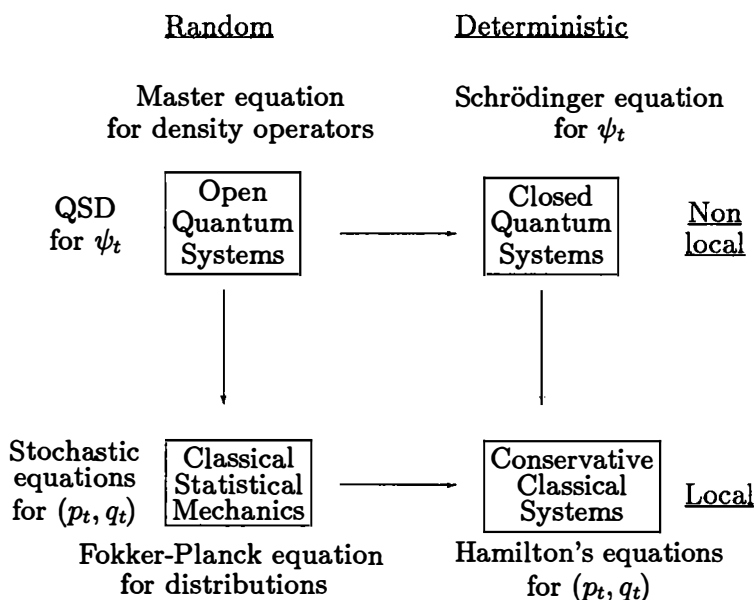 Random
Deterministic
Master equation
for density operators
Schrödinger equation
for ψ_t
QSD
for ψ_t
Open
Quantum
Systems
Closed
Quantum
Systems
Non
local
Stochastic
equations
for (p_t, q_t)
Classical
Statistical
Mechanics
Conservative
Classical
Systems
Local
Fokker-Planck equation
for distributions
Hamilton's equations
for (p_t, q_t)